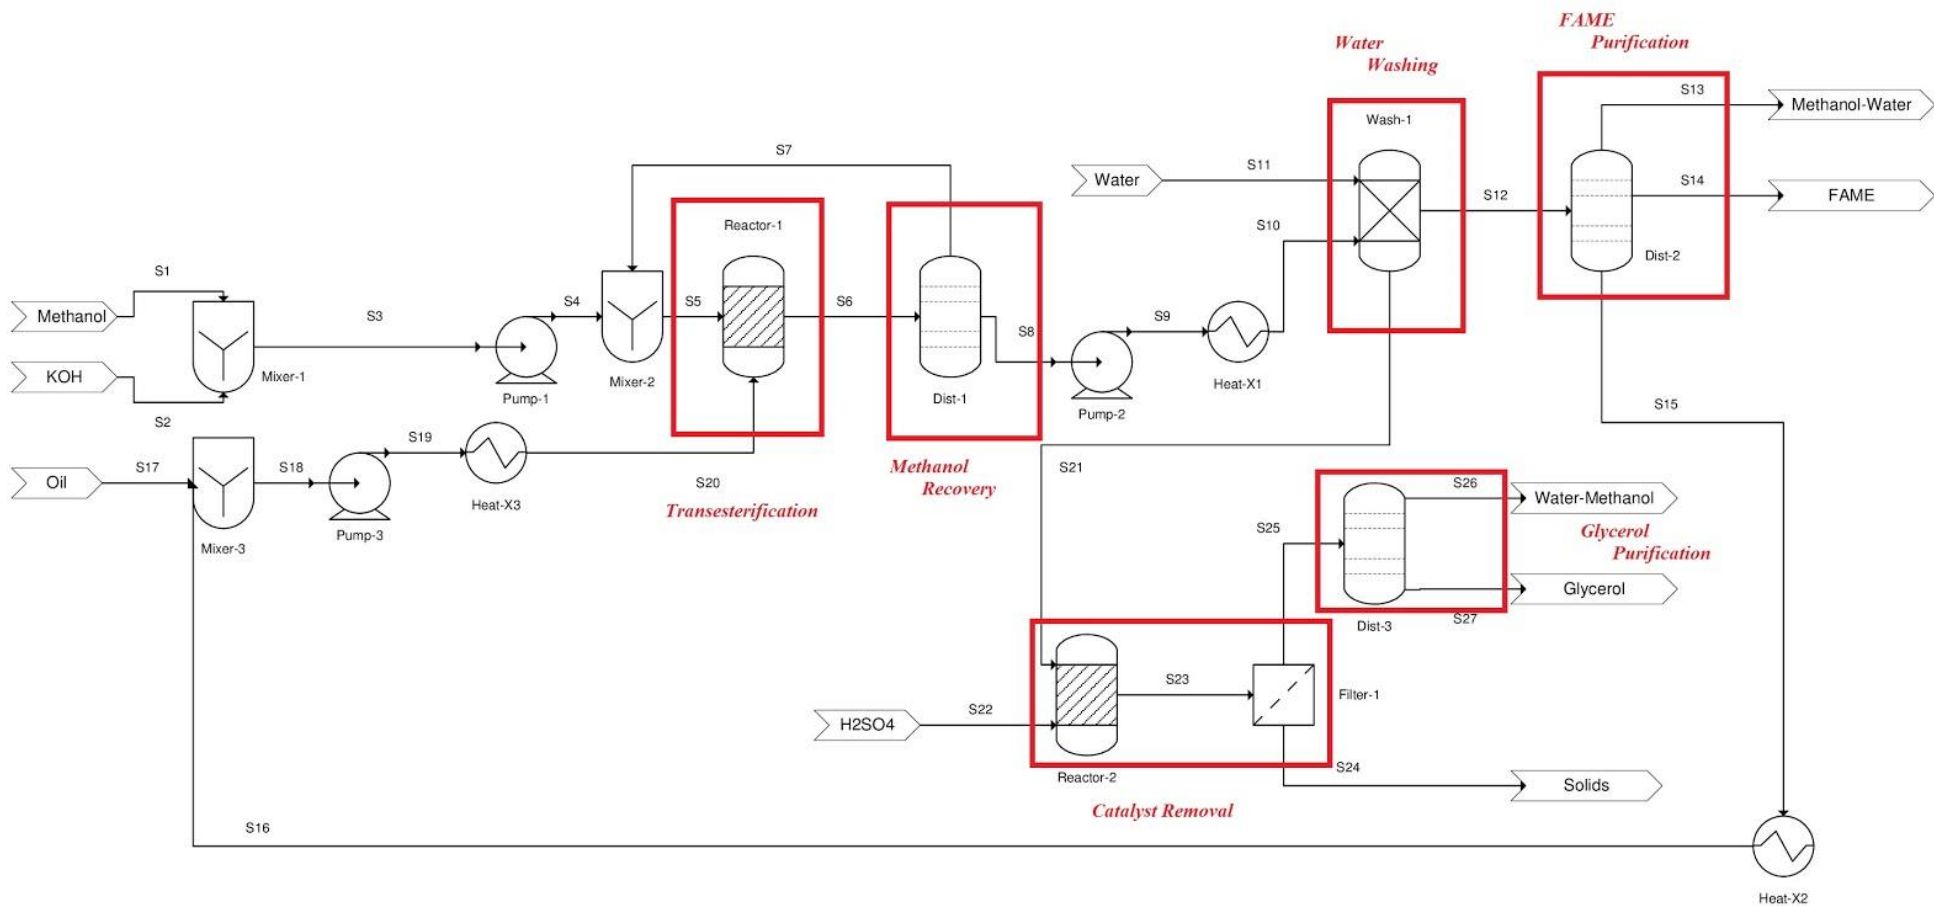 FAME
Purification
Water
Washing
S13
Methanol-Water
Wash-1
S7
S11
Water
S12
S14
FAME
Reactor-1
S10
Dist-2
S1
Methanol
S3
S4
S5
S6
S8
S9
KOH
Mixer-1
S2
Pump-1
Mixer-2
Dist-1
Pump-2
Heat-X1
S15
S19
Oil
S17
S18
S20
Heat-X3
Transesterification
Methanol
Recovery
S21
Mixer-3
Pump-3
S26
Water-Methanol
S25
Glycerol
Purification
Glycerol
S27
Dist-3
S23
Filter-1
H2SO4
S22
Reactor-2
S24
Solids
Catalyst Removal
S16
Heat-X2